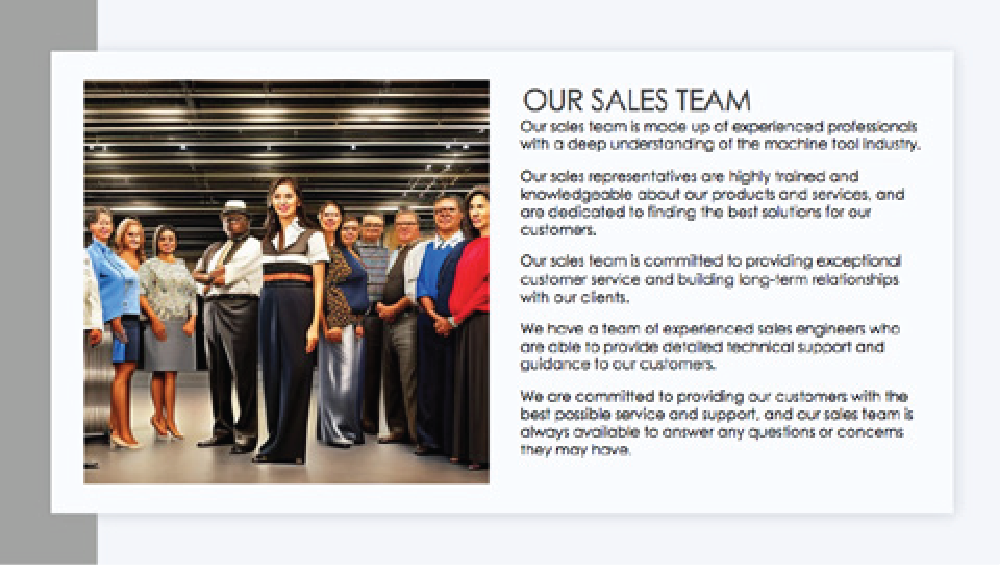 OUR SALES TEAM
Our sales team is made up of experienced professionals
with a deep understanding of the machine tool industry.
Our sales representatives are highly trained and
knowledgeable about our products and services, and
are dedicated to finding the best solutions for our
customers.
Our sales team is committed to providing exceptional
customer service and building long-term relationships
with our clients.
We have a team of experienced sales engineers who
are able to provide detailed technical support and
guidance to our customers.
We are committed to providing our customers with the
best possible service and support, and our sales team is
always available to answer any questions or concerns
they may have.